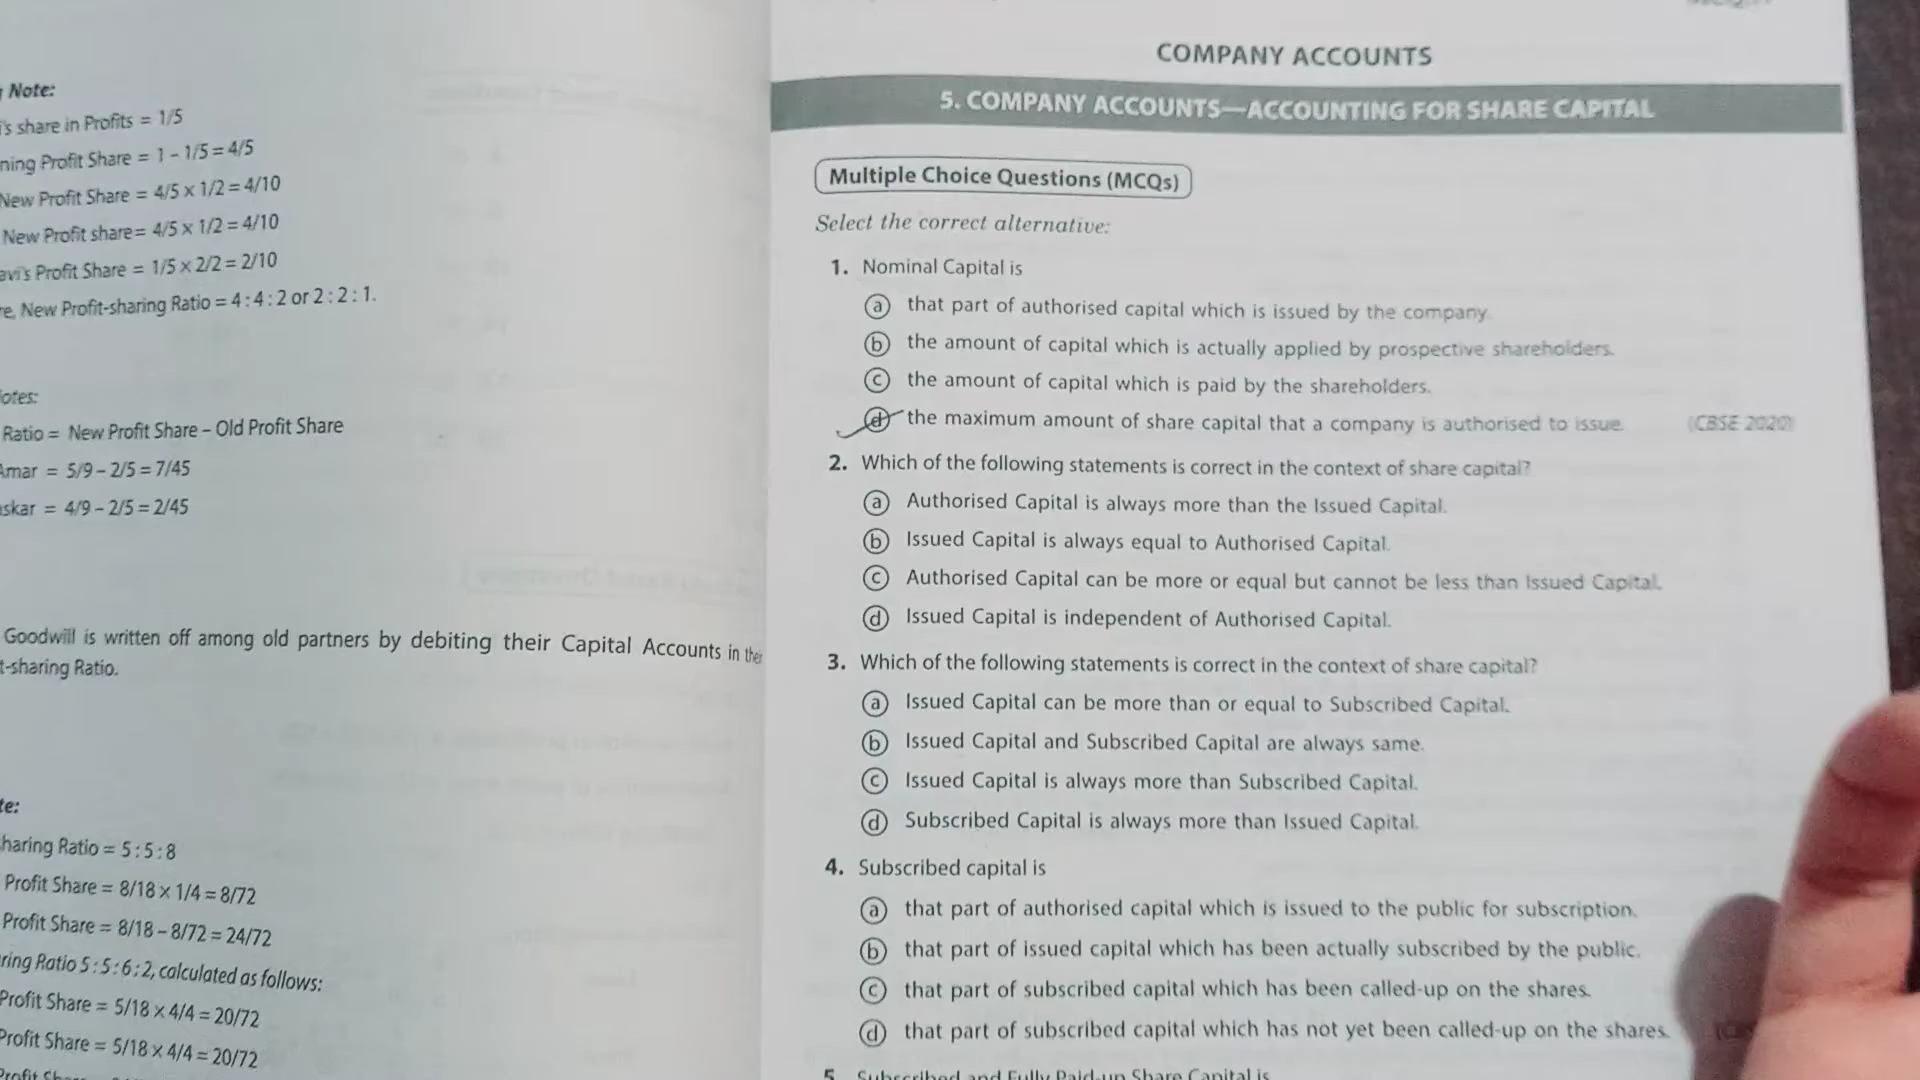 Note:
's share in Profits = 1/5
ning Profit Share = 1 – 1/5 = 4/5
New Profit Share = 4/5 × 1/2 = 4/10
New Profit share = 4/5 × 1/2 = 4/10
avi's Profit Share = 1/5 × 2/2 = 2/10
re, New Profit-sharing Ratio = 4 : 4 : 2 or 2 : 2 : 1.
otes:
Ratio = New Profit Share – Old Profit Share
Amar = 5/9 – 2/5 = 7/45
askar = 4/9 – 2/5 = 2/45
Goodwill is written off among old partners by debiting their Capital Accounts in
t-sharing Ratio.
te:
haring Ratio = 5 : 5 : 8
Profit Share = 8/18 × 1/4 = 8/72
Profit Share = 8/18 – 8/72 = 24/72
ring Ratio 5 : 5 : 6 : 2, calculated as follows:
Profit Share = 5/18 × 4/4 = 20/72
Profit Share = 5/18 × 4/4 = 20/72
COMPANY ACCOUNTS
5. COMPANY ACCOUNTS—ACCOUNTING FOR SHARE CAPITAL
Multiple Choice Questions (MCQs)
Select the correct alternative:
1. Nominal Capital is
(a) that part of authorised capital which is issued by the company.
(b) the amount of capital which is actually applied by prospective shareholders.
(c) the amount of capital which is paid by the shareholders.
(d) the maximum amount of share capital that a company is authorised to issue. (CBSE 2020)
2. Which of the following statements is correct in the context of share capital?
(a) Authorised Capital is always more than the Issued Capital.
(b) Issued Capital is always equal to Authorised Capital.
(c) Authorised Capital can be more or equal but cannot be less than Issued Capital.
(d) Issued Capital is independent of Authorised Capital.
3. Which of the following statements is correct in the context of share capital?
(a) Issued Capital can be more than or equal to Subscribed Capital.
(b) Issued Capital and Subscribed Capital are always same.
(c) Issued Capital is always more than Subscribed Capital.
(d) Subscribed Capital is always more than Issued Capital.
4. Subscribed capital is
(a) that part of authorised capital which is issued to the public for subscription.
(b) that part of issued capital which has been actually subscribed by the public.
(c) that part of subscribed capital which has been called-up on the shares.
(d) that part of subscribed capital which has not yet been called-up on the shares.
5. Subscribed and Fully Paid-up Share Capital is